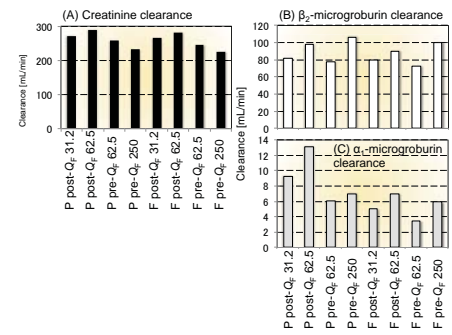 (A) Creatinine clearance
Clearance [mL/min]
300
200
100
0
P post-QF 31.2
P post-QF 62.5
P pre-QF 62.5
P pre-QF 250
F post-QF 31.2
F post-QF 62.5
F pre-QF 62.5
F pre-QF 250
(B) β2-microgroburin clearance
Clearance [mL/min]
120
100
80
60
40
20
0
(C) α1-microgroburin
clearance
14
12
10
8
6
4
2
0
P post-QF 31.2
P post-QF 62.5
P pre-QF 62.5
P pre-QF 250
F post-QF 31.2
F post-QF 62.5
F pre-QF 62.5
F pre-QF 250